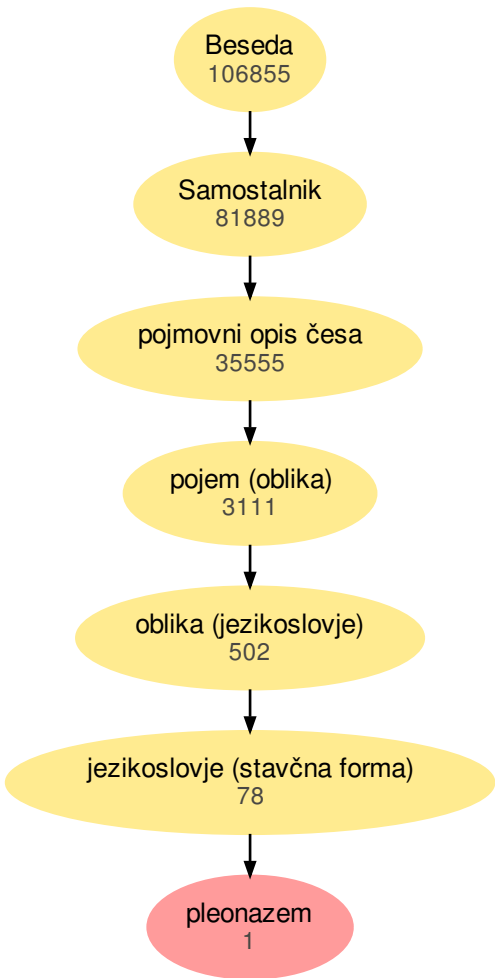 Beseda
106855
Samostalnik
81889
pojmovni opis česa
35555
pojem (oblika)
3111
oblika (jezikoslovje)
502
jezikoslovje (stavčna forma)
78
pleonazem
1